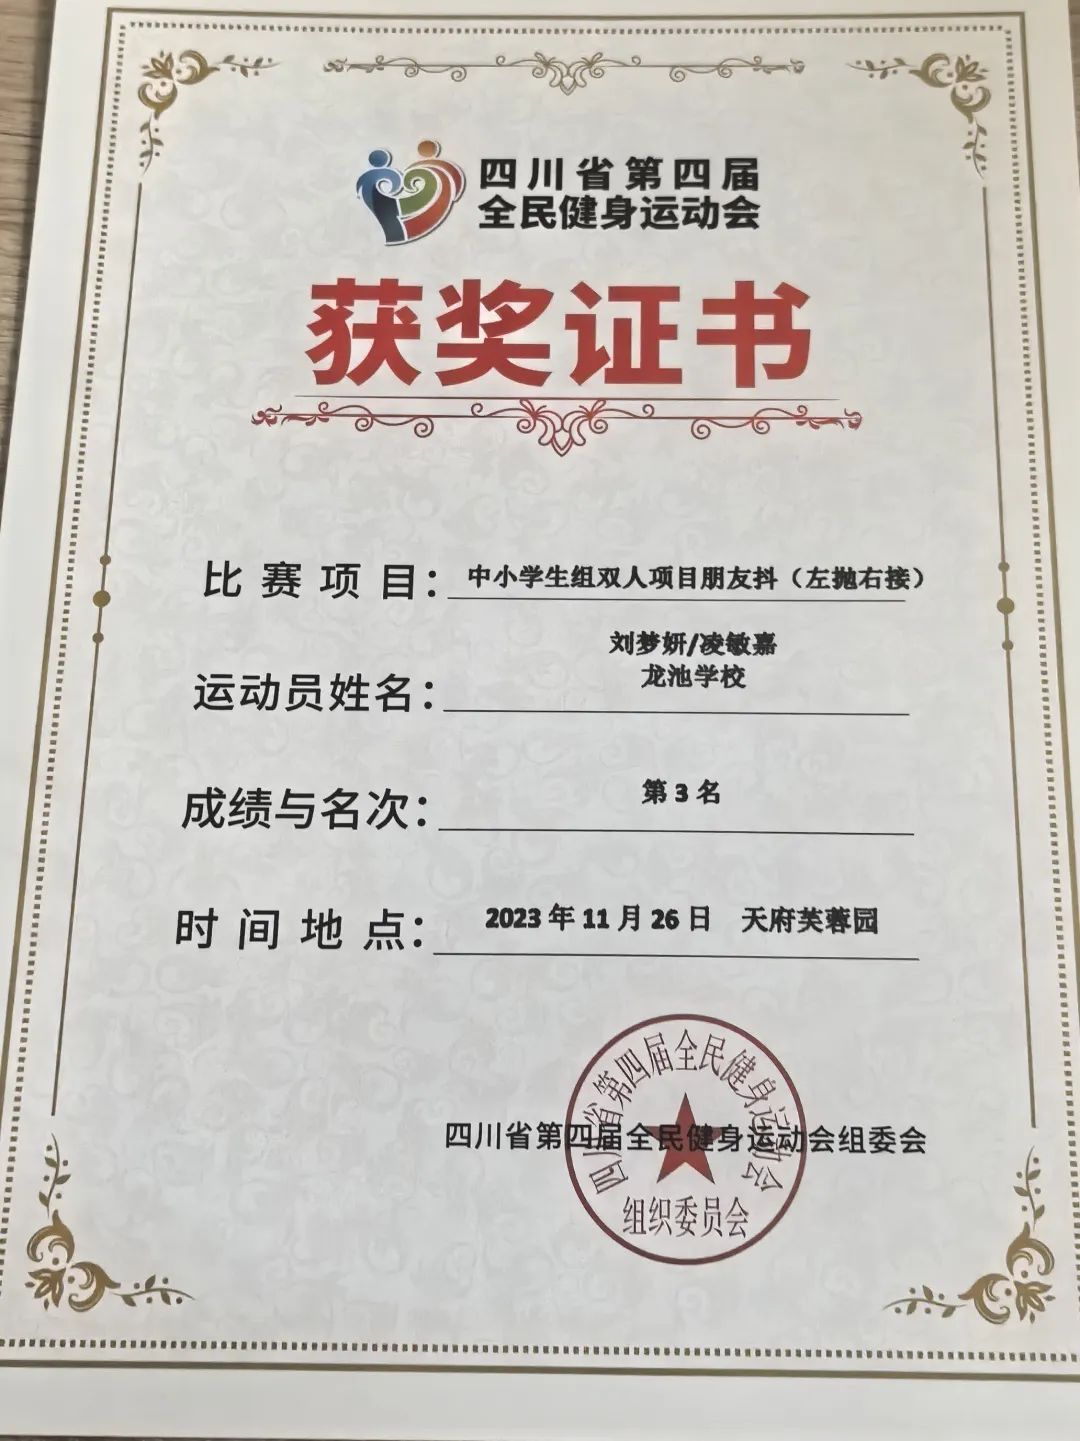 四川省第四届
全民健身运动会
获奖证书
比赛项目：中小学生组双人项目朋友抖（左抛右接）
刘梦妍/凌敏嘉
龙池学校
运动员姓名：
第3名
成绩与名次：
时间地点：2023年11月26日 天府芙蓉园
四川省第四届全民健身运动会
四川省第四届全民健身运动会组委会
组织委员会